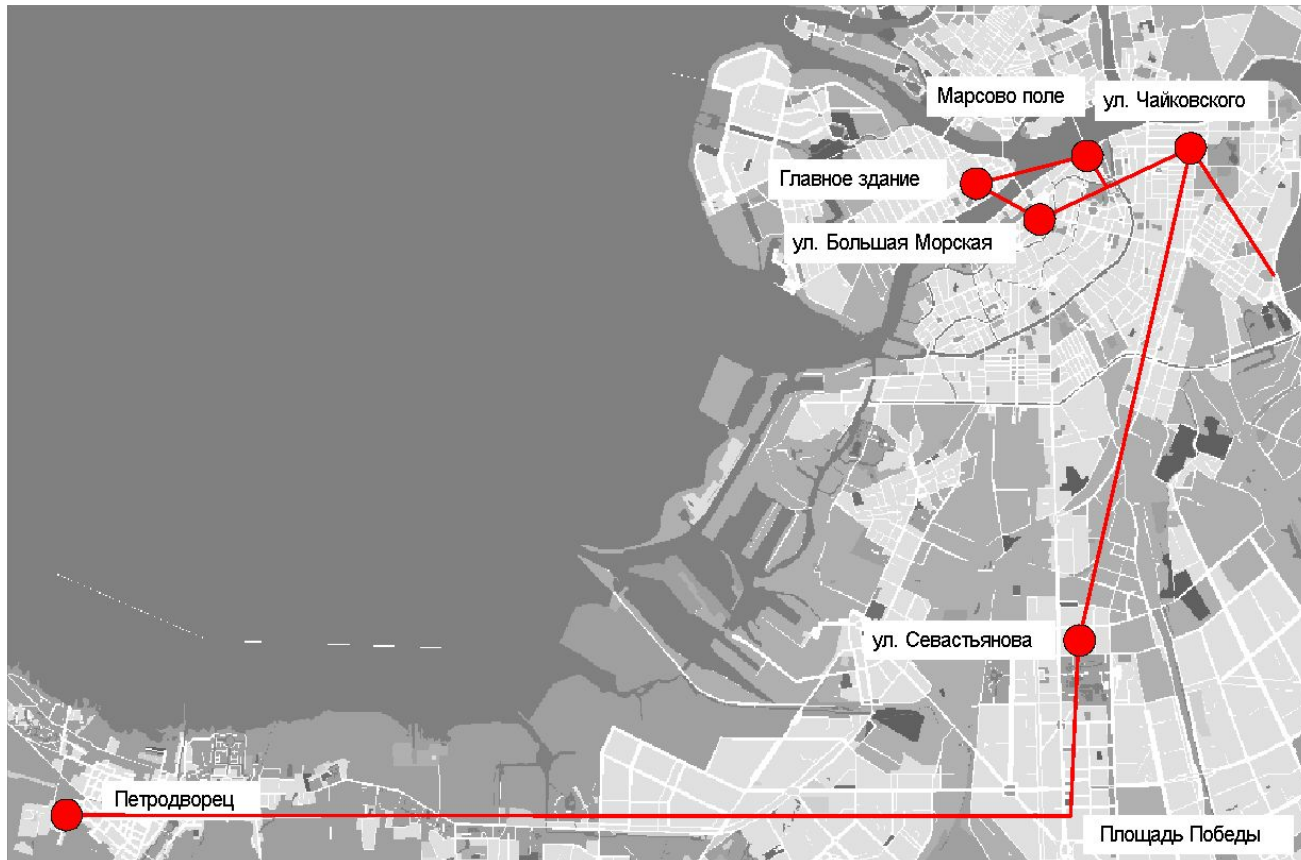 Марсово поле
ул. Чайковского
Главное здание
ул. Большая Морская
ул. Севастьянова
Петродворец
Площадь Победы